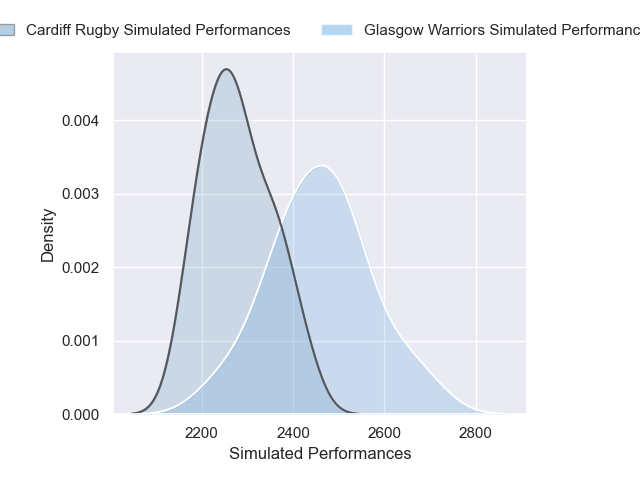 Cardiff Rugby Simulated Performances
Glasgow Warriors Simulated Performanc
0.004
0.003
0.002
0.001
0.000
Density
2200 2400 2600 2800
Simulated Performances